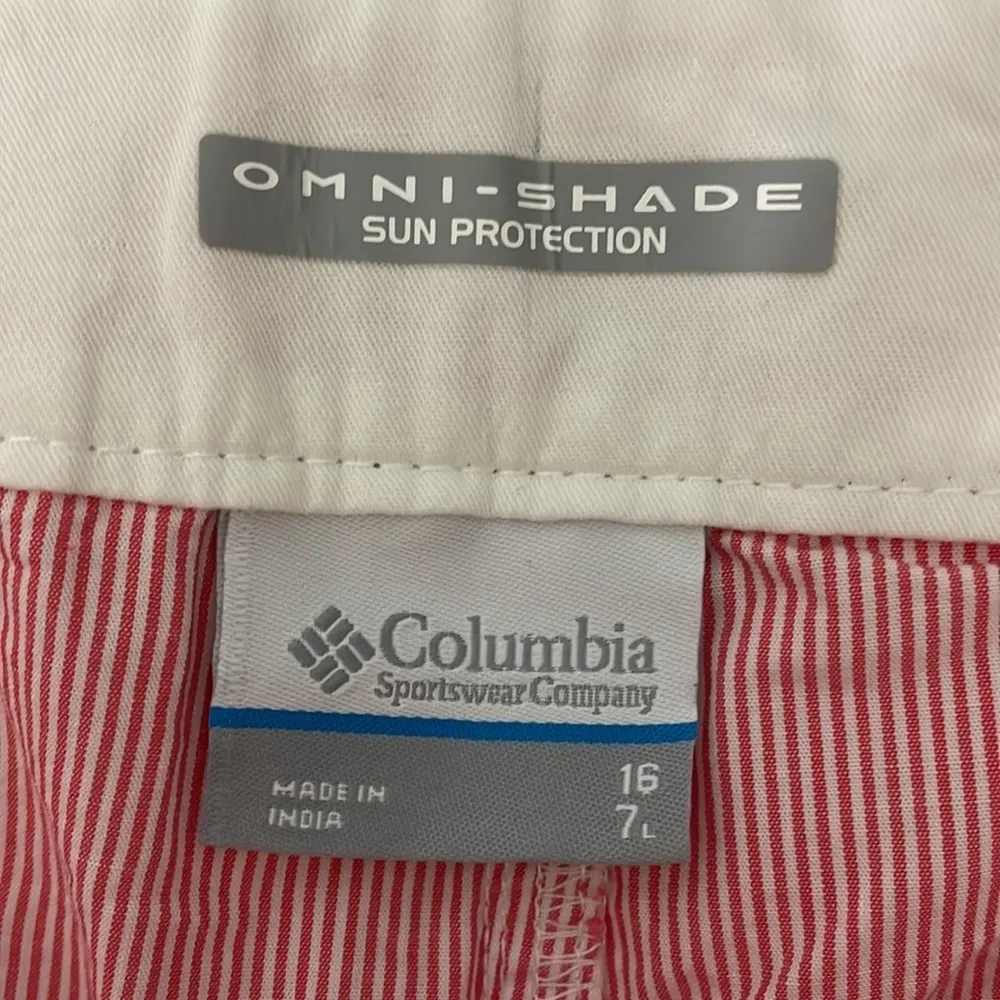 OMNI-SHADE
SUN PROTECTION
Columbia
Sportswear Company
MADE IN
INDIA
16
7L